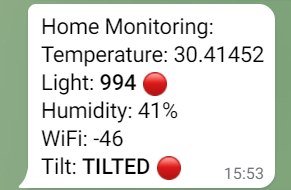 Home Monitoring:
Temperature: 30.41452
Light: 994 🔴
Humidity: 41%
WiFi: -46
Tilt: TILTED 🔴
15:53